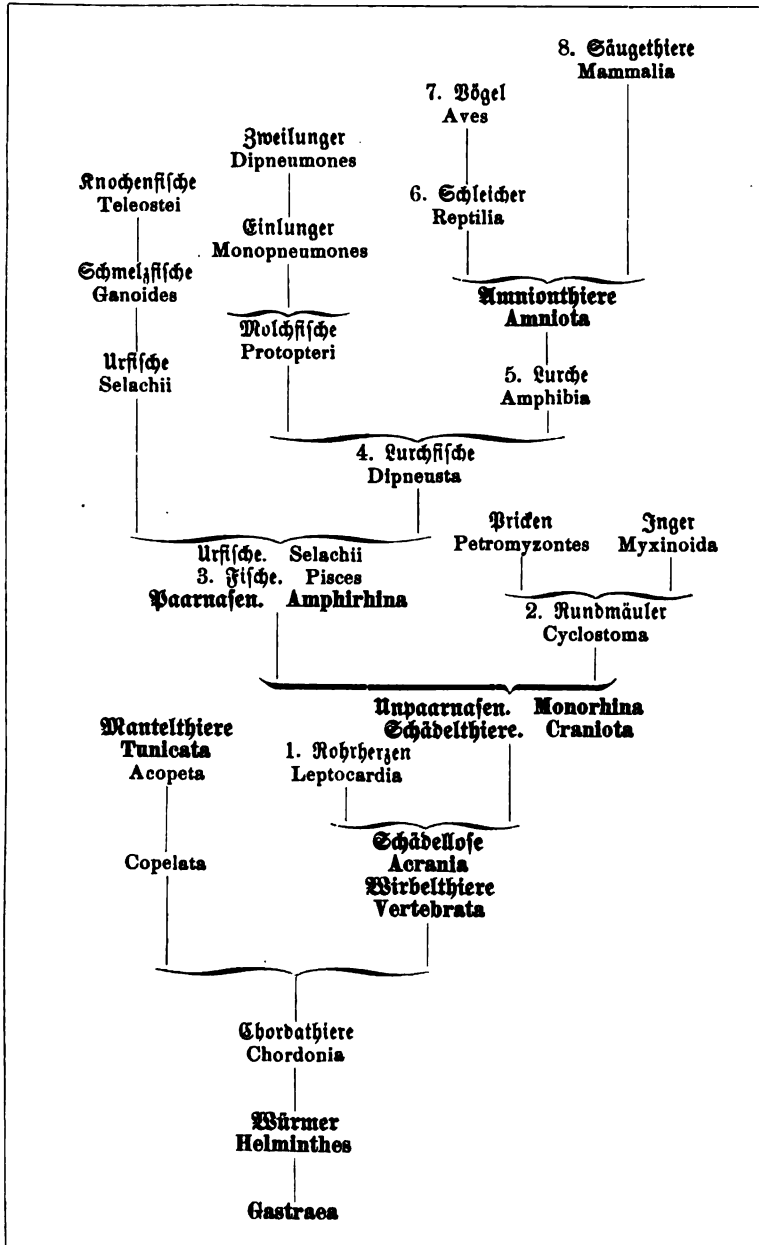 8. Säugethiere
Mammalia
7. Vögel
Aves
Zweilunger
Dipneumones
Knochenfische
Teleostei
6. Schleicher
Reptilia
Einlunger
Monopneumones
Schmelzfische
Ganoides
Amnionthiere
Amniota
Molchfische
Protopteri
Urfische
Selachii
5. Lurche
Amphibia
4. Lurchfische
Dipneusta
Pricken
Petromyzontes
Inger
Myxinoida
Urfische. Selachii
3. Fische. Pisces
Paarnasen. Amphirhina
2. Rundmäuler
Cyclostoma
Unpaarnasen. Monorhina
Schädelthiere. Craniota
Mantelthiere
Tunicata
Acopeta
1. Rohrherzen
Leptocardia
Schädellose
Acrania
Wirbelthiere
Vertebrata
Copelata
Chordathiere
Chordonia
Würmer
Helminthes
Gastraea